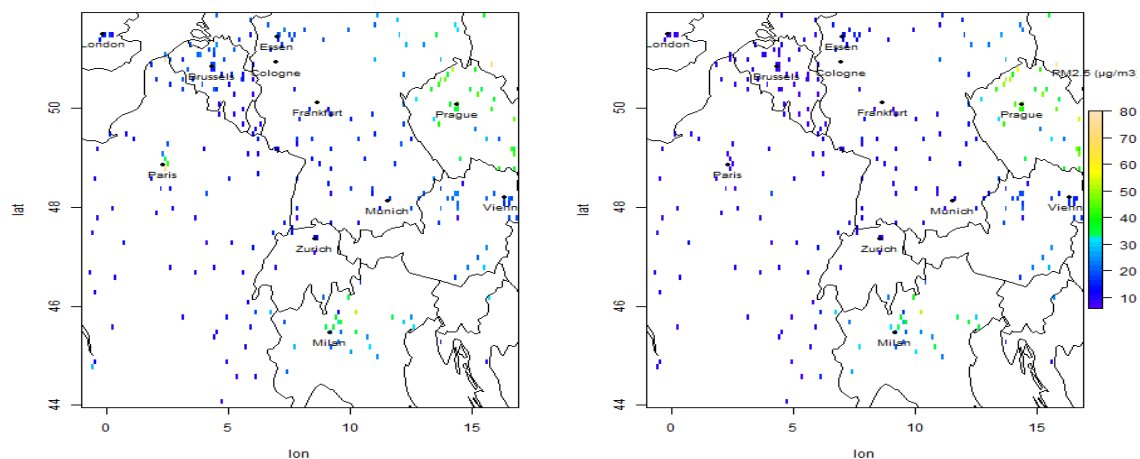 London
Essen
Cologne
Brussels
Frankfurt
Prague
Paris
Munich
Vienn
Zurich
Milan
44 46 48 50
lat
0 5 10 15
lon
London
Essen
Cologne
Brussels
Frankfurt
Prague
Paris
Munich
Vienn
Zurich
Milan
44 46 48 50
lat
0 5 10 15
lon
PM2.5 (µg/m3
80
70
60
50
40
30
20
10